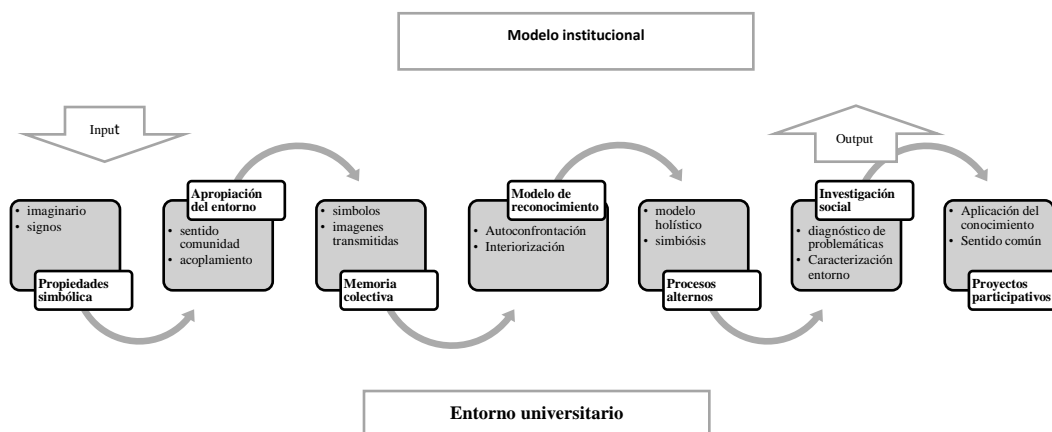 Modelo institucional
Input
Output
• imaginario
• signos
Propiedades
simbólica
Apropiación
del entorno
• sentido
comunidad
• acoplamiento
• simbolos
• imagenes
transmitidas
Memoria
colectiva
Modelo de
reconocimiento
• Autoconfrontación
• Interiorización
• modelo
holístico
• simbiósis
Procesos
alternos
Investigación
social
• diagnóstico de
problemáticas
• Caracterización
entorno
• Aplicación del
conocimiento
• Sentido común
Proyectos
participativos
Entorno universitario